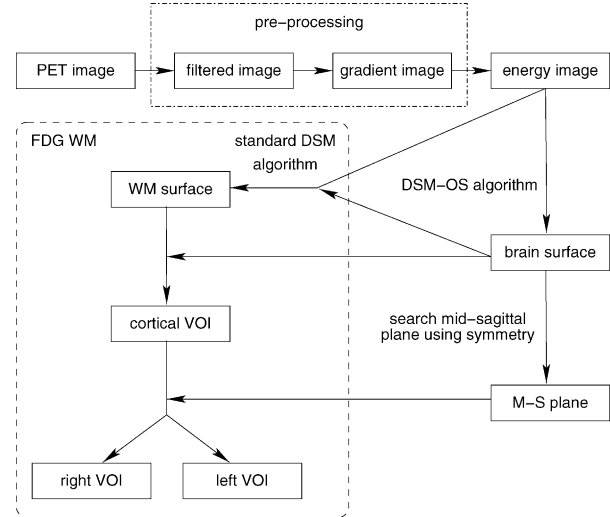 pre-processing
PET image
filtered image
gradient image
energy image
FDG WM
standard DSM
algorithm
DSM-OS algorithm
WM surface
brain surface
cortical VOI
search mid-sagittal
plane using symmetry
M-S plane
right VOI
left VOI